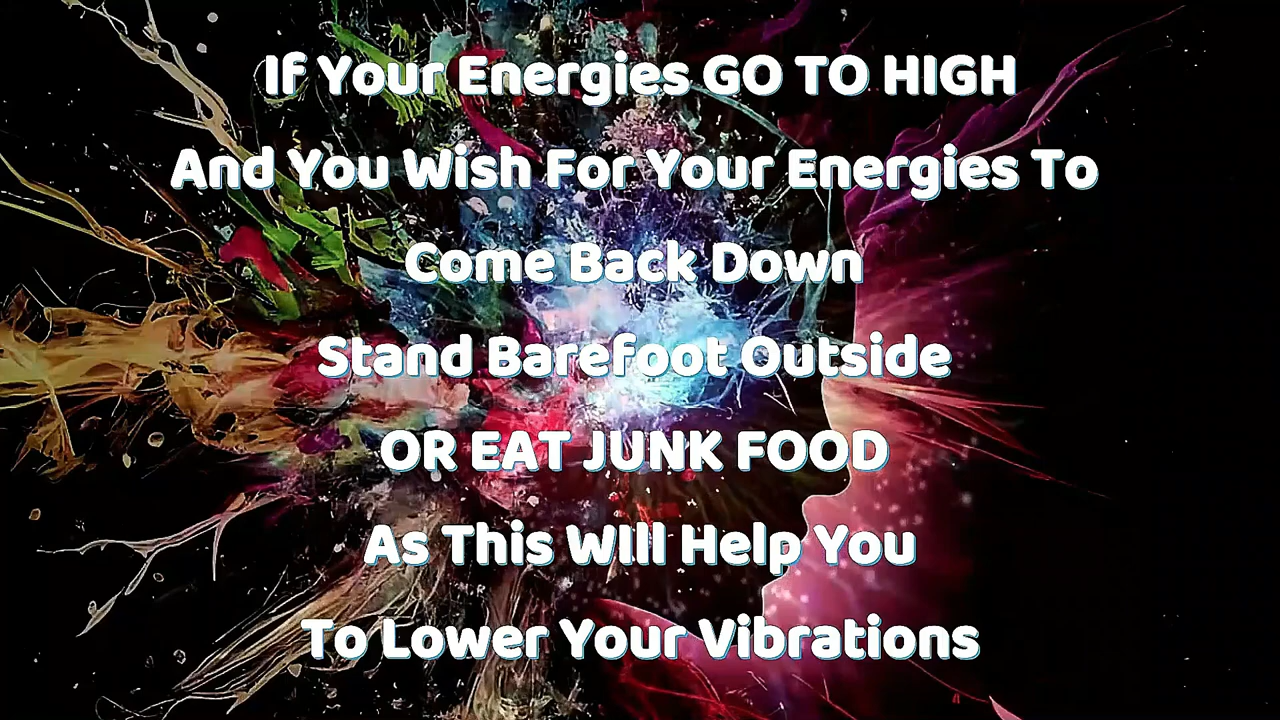 If Your Energies GO TO HIGH
And You Wish For Your Energies To
Come Back Down
Stand Barefoot Outside
OR EAT JUNK FOOD
As This WIll Help You
To Lower Your Vibrations